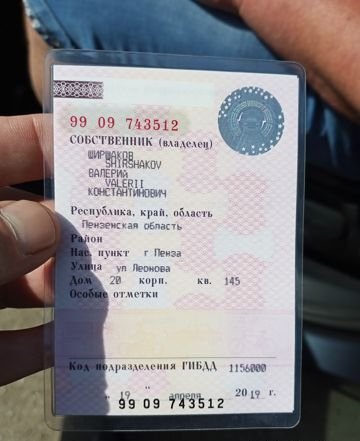 99 09 743512
СОБСТВЕННИК (владелец)
ШИРШАКОВ
SHIRSHAKOV
ВАЛЕРИЙ
VALERII
КОНСТАНТИНОВИЧ
Республика, край, область
Пензенская область
Район
Нас. пункт г Пенза
Улица ул Леонова
Дом 20 корп. кв. 145
Особые отметки
Код подразделения ГИБДД 1156000
" 19 " апреля 2019 г.
99 09 743512